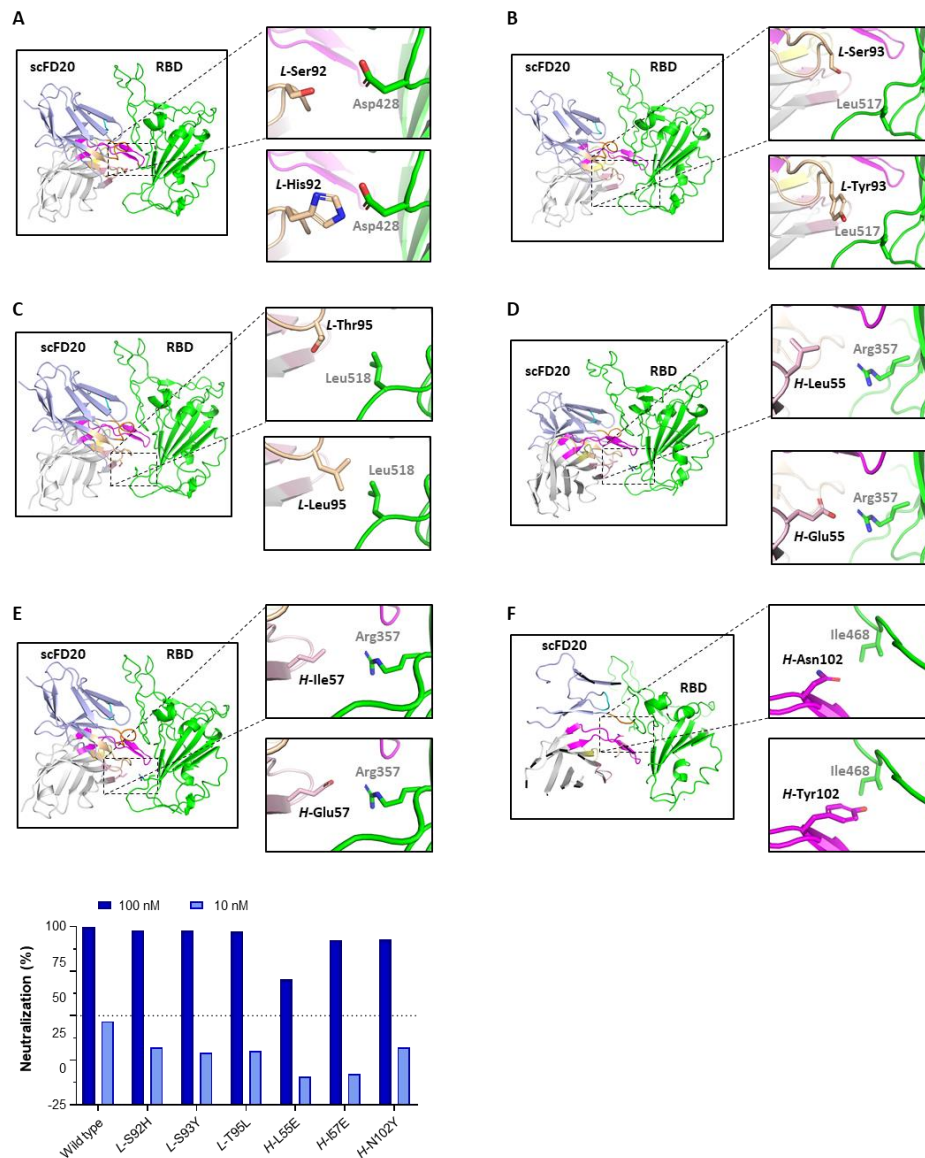 A
scFD20 RBD
L-Ser92
Asp428
L-His92
Asp428
B
scFD20 RBD
L-Ser93
Leu517
L-Tyr93
Leu517
C
scFD20 RBD
L-Thr95
Leu518
L-Leu95
Leu518
D
scFD20 RBD
Arg357
H-Leu55
Arg357
H-Glu55
E
scFD20 RBD
Arg357
H-Ile57
Arg357
H-Glu57
F
scFD20
RBD
Ile468
H-Asn102
Ile468
H-Tyr102
100 nM 10 nM
Neutralization (%)
100
75
50
25
0
-25
Wild type
L-S92H
L-S93Y
L-T95L
H-L55E
H-I57E
H-N102Y